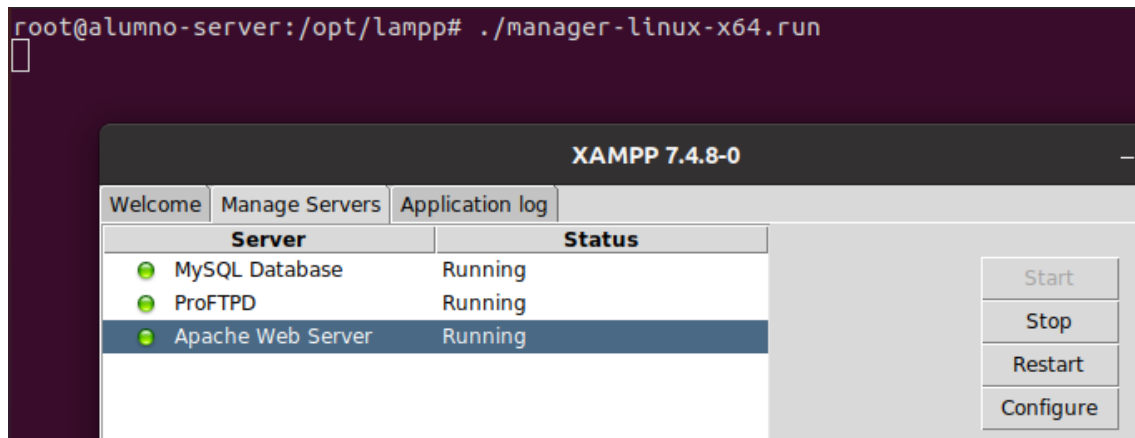 root@alumno-server:/opt/lampp# ./manager-linux-x64.run
XAMPP 7.4.8-0
Welcome Manage Servers Application log
Server Status
MySQL Database Running
ProFTPD Running
Apache Web Server Running
Start
Stop
Restart
Configure